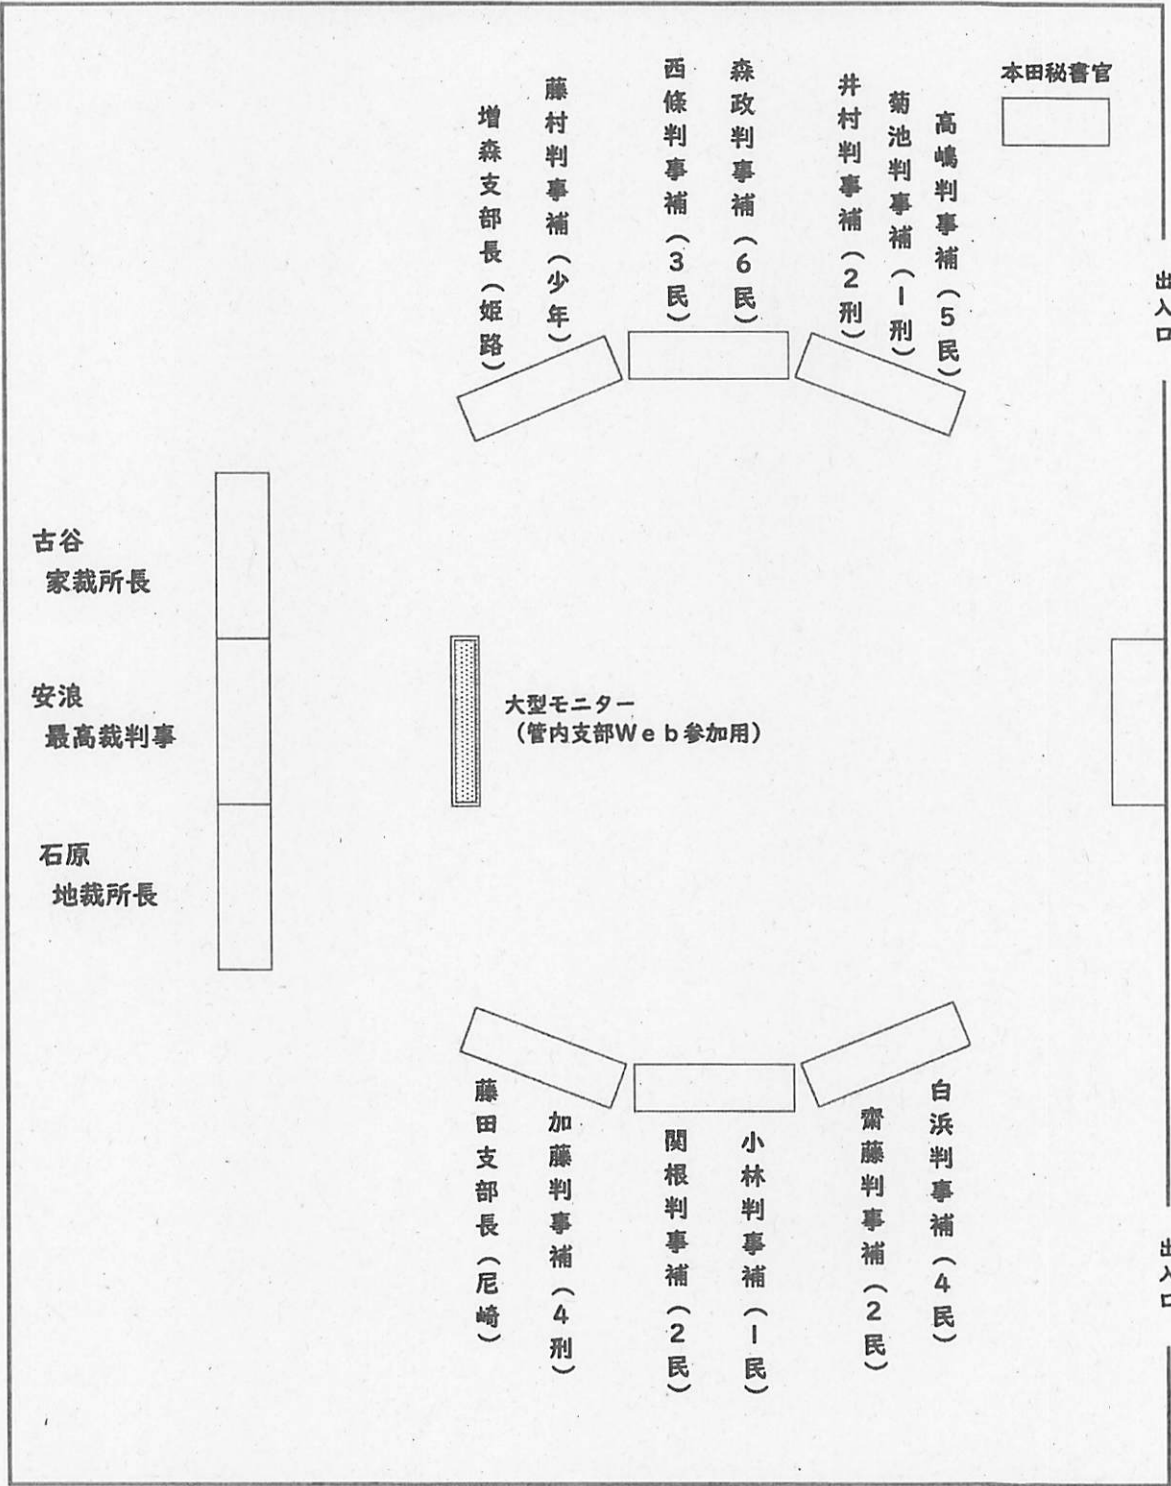 増森支部長（姫路）
藤村判事補（少年）
西條判事補（3民）
森政判事補（6民）
井村判事補（2刑）
菊池判事補（1刑）
高嶋判事補（5民）
本田秘書官
出入口
古谷
家裁所長
安浪
最高裁判事
石原
地裁所長
大型モニター
（管内支部Ｗｅｂ参加用）
藤田支部長（尼崎）
加藤判事補（4刑）
関根判事補（2民）
小林判事補（1民）
齋藤判事補（2民）
白浜判事補（4民）
出入口